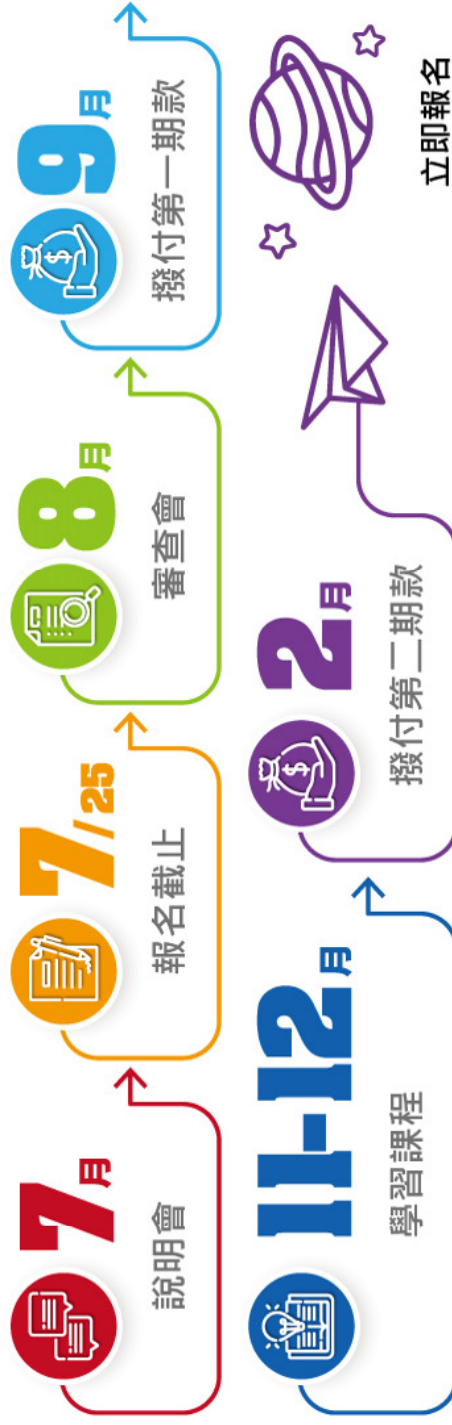 7月
說明會
7/25
報名截止
8月
審查會
9月
撥付第一期款
11-12月
學習課程
2月
撥付第二期款
立即報名